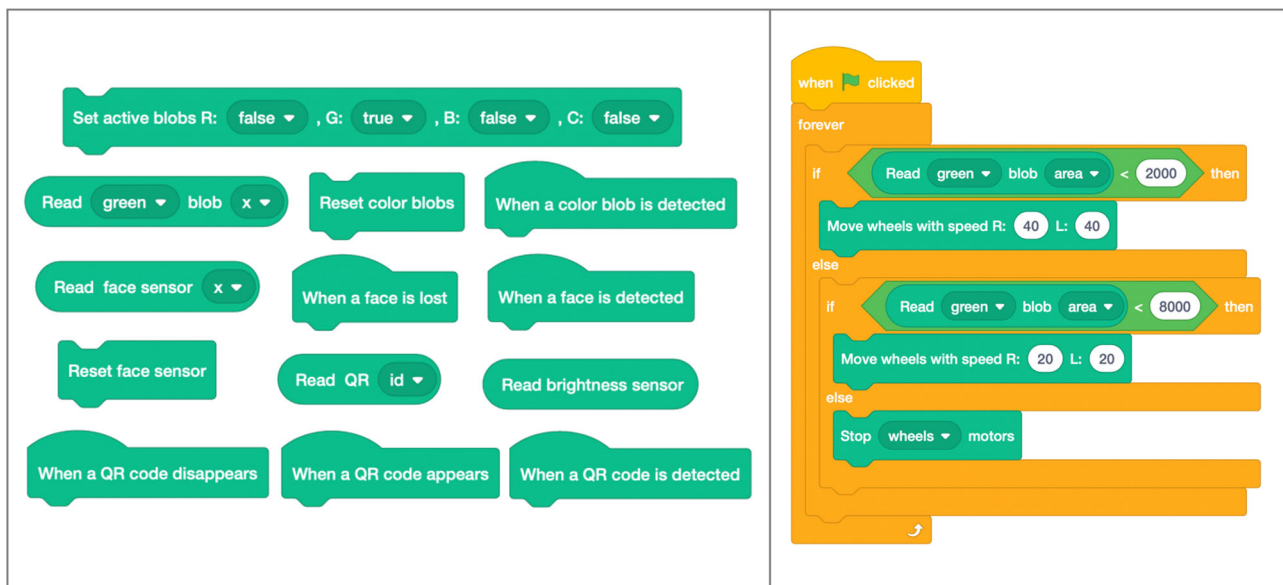 Set active blobs R: false , G: true , B: false , C: false
Read green blob x
Reset color blobs
When a color blob is detected
Read face sensor x
When a face is lost
When a face is detected
Reset face sensor
Read QR id
Read brightness sensor
When a QR code disappears
When a QR code appears
When a QR code is detected
when clicked
forever
if Read green blob area < 2000 then
Move wheels with speed R: 40 L: 40
else
if Read green blob area < 8000 then
Move wheels with speed R: 20 L: 20
else
Stop wheels motors